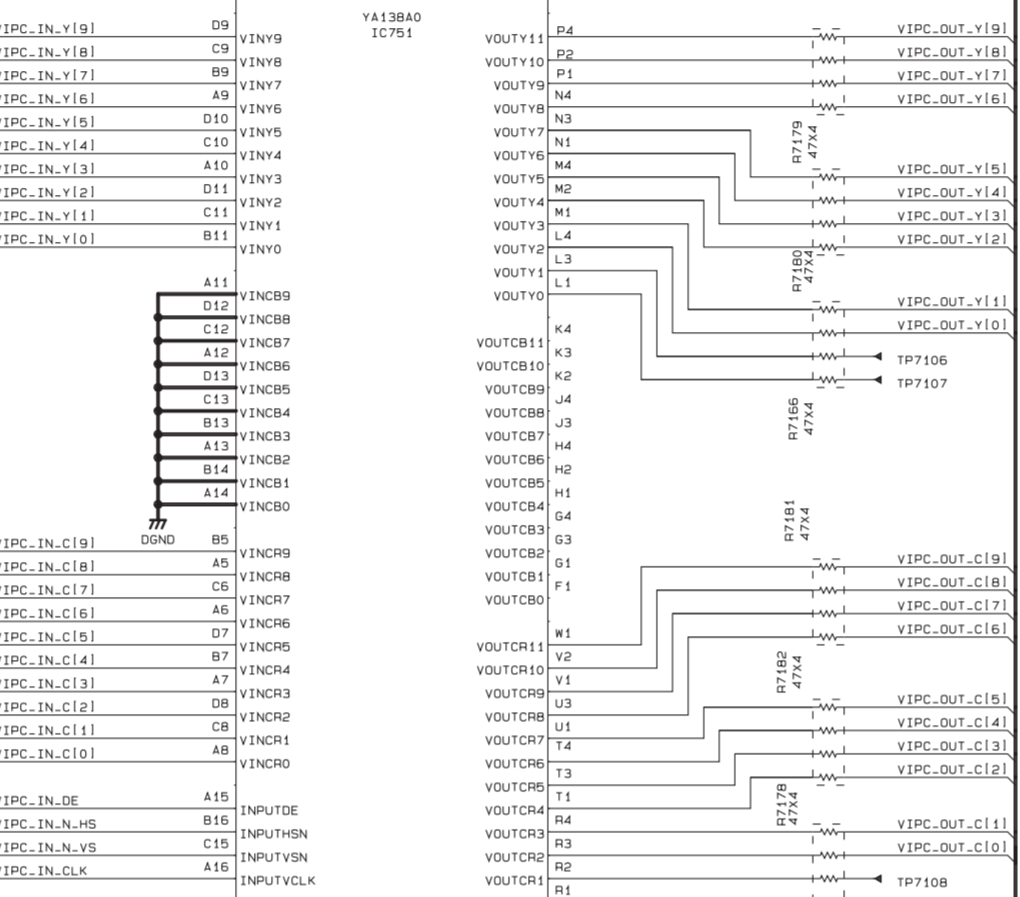 YA138A0
IC751
VIPC_IN_Y[9] D9 VINY9 VOUTY11 P4 VIPC_OUT_Y[9]
VIPC_IN_Y[8] C9 VINY8 VOUTY10 P2 VIPC_OUT_Y[8]
VIPC_IN_Y[7] B9 VINY7 VOUTY9 P1 VIPC_OUT_Y[7]
VIPC_IN_Y[6] A9 VINY6 VOUTY8 N4 VIPC_OUT_Y[6]
R7179
47X4
VIPC_IN_Y[5] D10 VINY5 VOUTY7 N3
VIPC_IN_Y[4] C10 VINY4 VOUTY6 N1
VIPC_IN_Y[3] A10 VINY3 VOUTY5 M4 VIPC_OUT_Y[5]
VIPC_IN_Y[2] D11 VINY2 VOUTY4 M2 VIPC_OUT_Y[4]
VIPC_IN_Y[1] C11 VINY1 VOUTY3 M1 VIPC_OUT_Y[3]
VIPC_IN_Y[0] B11 VINY0 VOUTY2 L4 VIPC_OUT_Y[2]
R7180
47X4
VOUTY1 L3
A11 VINCB9 VOUTY0 L1 VIPC_OUT_Y[1]
D12 VINCB8 VIPC_OUT_Y[0]
C12 VINCB7 VOUTCB11 K4 TP7106
A12 VINCB6 VOUTCB10 K3 TP7107
D13 VINCB5 VOUTCB9 K2
C13 VINCB4 VOUTCB8 J4
R7166
47X4
B13 VINCB3 VOUTCB7 J3
A13 VINCB2 VOUTCB6 H4
B14 VINCB1 VOUTCB5 H2
A14 VINCB0 VOUTCB4 H1
R7181
47X4
DGND
VOUTCB3 G4
VIPC_IN_C[9] B5 VINCR9 VOUTCB2 G3
VIPC_IN_C[8] A5 VINCR8 VOUTCB1 G1 VIPC_OUT_C[9]
VIPC_IN_C[7] C6 VINCR7 VOUTCB0 F1 VIPC_OUT_C[8]
VIPC_IN_C[6] A6 VINCR6 VIPC_OUT_C[7]
VIPC_IN_C[5] D7 VINCR5 VOUTCR11 W1 VIPC_OUT_C[6]
VIPC_IN_C[4] B7 VINCR4 VOUTCR10 V2
R7182
47X4
VIPC_IN_C[3] A7 VINCR3 VOUTCR9 V1
VIPC_IN_C[2] D8 VINCR2 VOUTCR8 U3 VIPC_OUT_C[5]
VIPC_IN_C[1] C8 VINCR1 VOUTCR7 U1 VIPC_OUT_C[4]
VIPC_IN_C[0] A8 VINCR0 VOUTCR6 T4 VIPC_OUT_C[3]
VOUTCR5 T3 VIPC_OUT_C[2]
R7178
47X4
VIPC_IN_DE A15 INPUTDE VOUTCR4 T1
VIPC_IN_N_HS B16 INPUTHSN VOUTCR3 R4 VIPC_OUT_C[1]
VIPC_IN_N_VS C15 INPUTVSN VOUTCR2 R3 VIPC_OUT_C[0]
VIPC_IN_CLK A16 INPUTVCLK VOUTCR1 R2 TP7108
R1